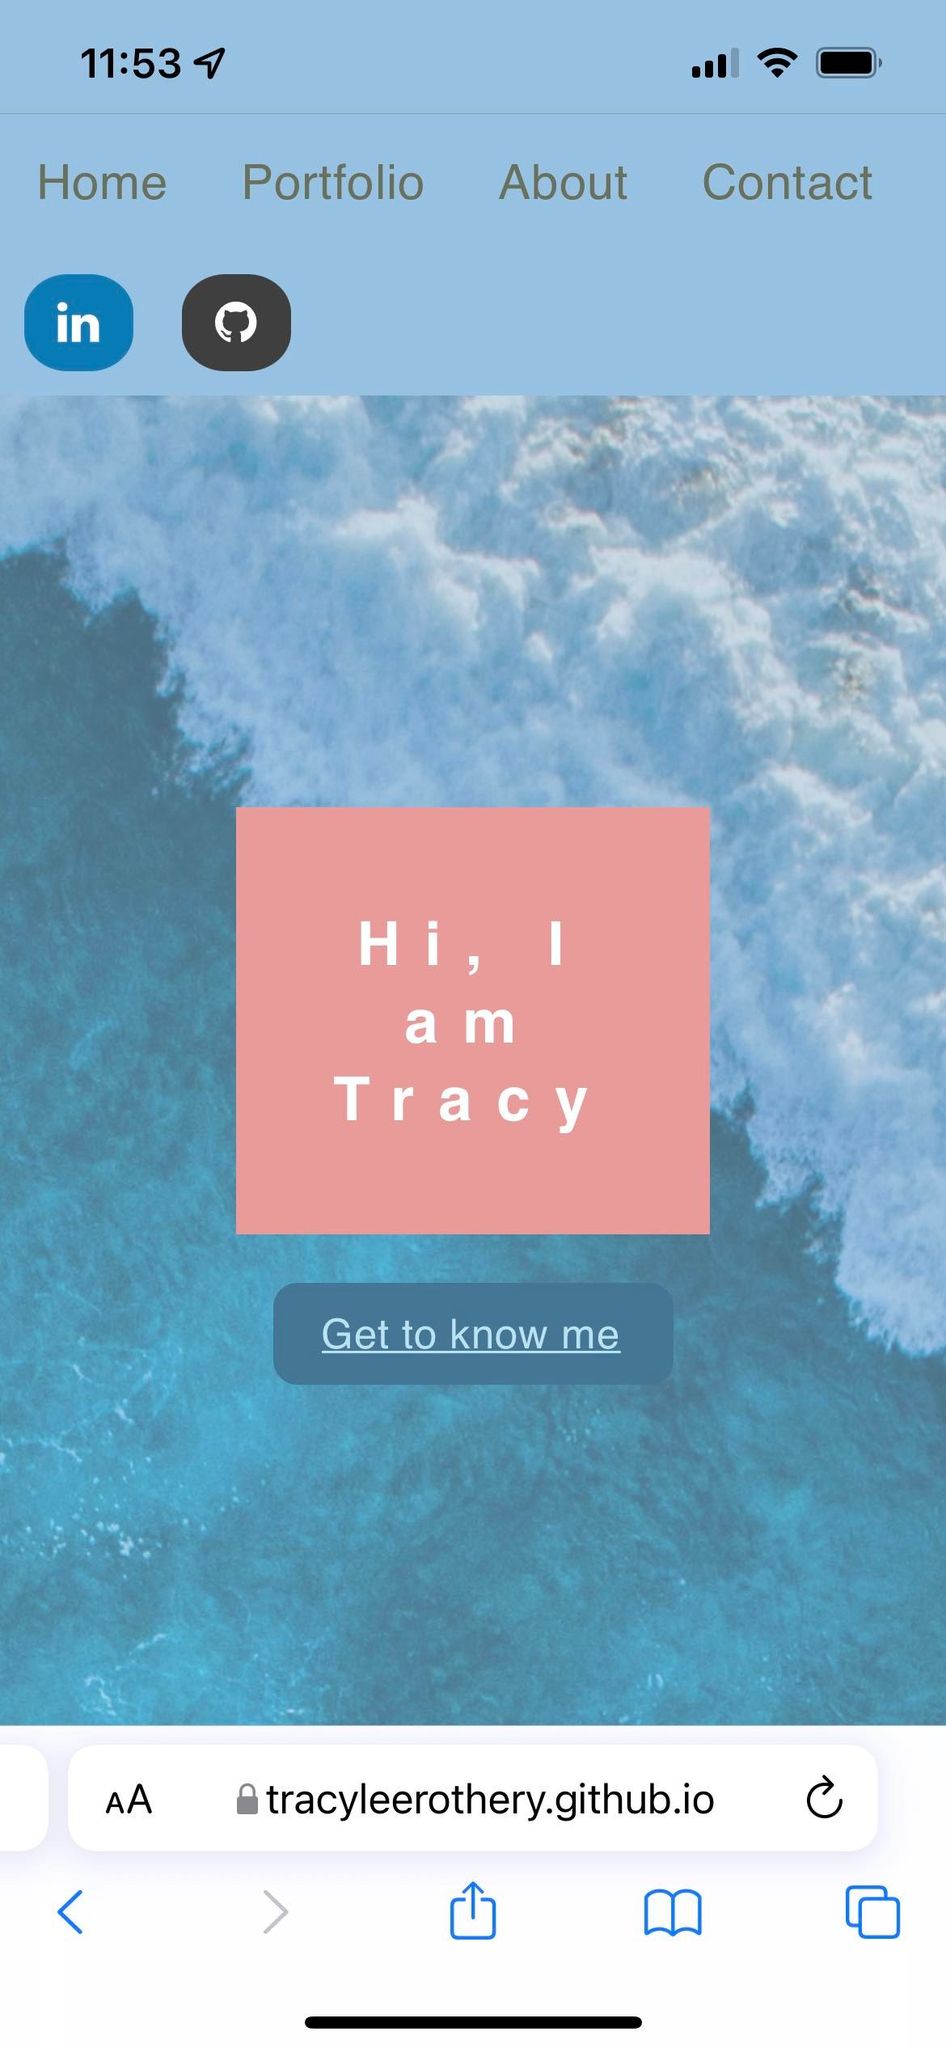 11:53
Home Portfolio About Contact
in
Hi, I
am
Tracy
Get to know me
AA tracyleerothery.github.io